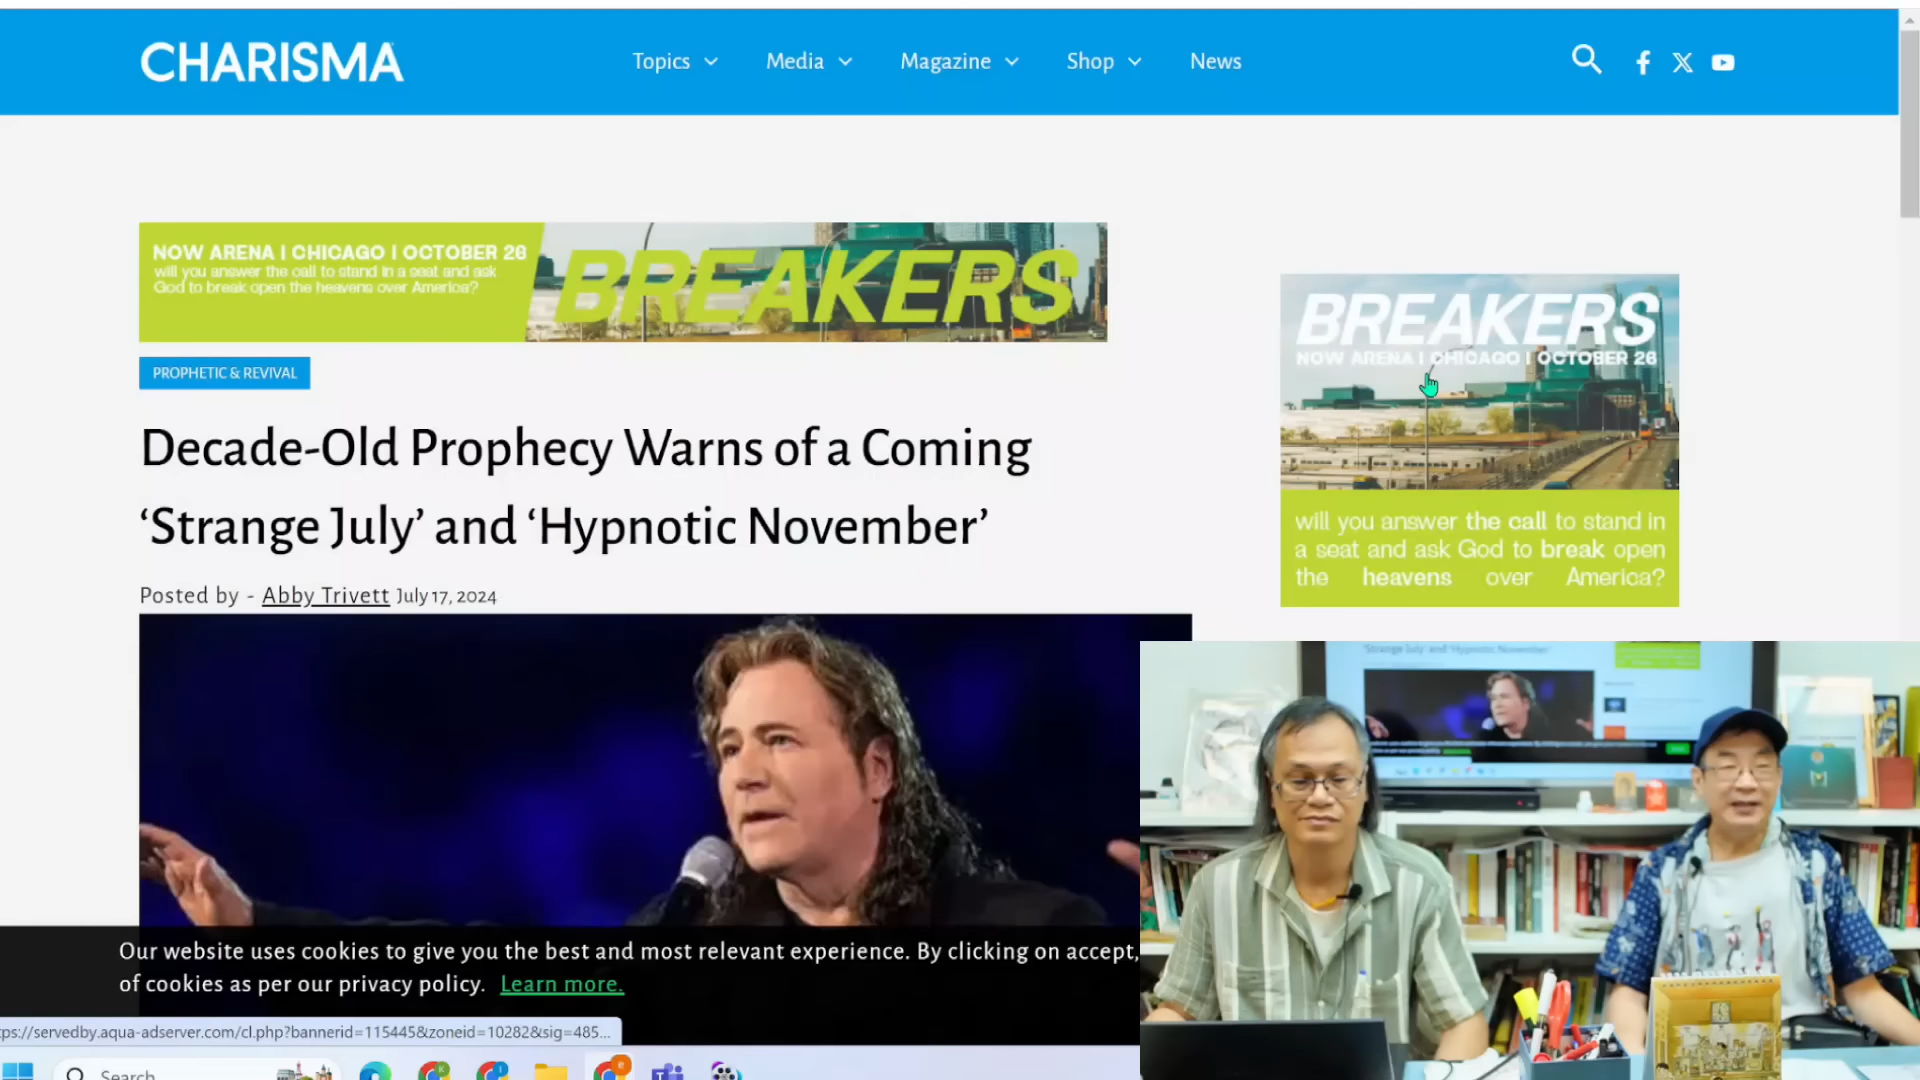 CHARISMA
Topics
Media
Magazine
Shop
News
NOW ARENA | CHICAGO | OCTOBER 26
will you answer the call to stand in a seat and ask
God to break open the heavens over America?
BREAKERS
BREAKERS
NOW ARENA | CHICAGO | OCTOBER 26
will you answer the call to stand in
a seat and ask God to break open
the heavens over America?
PROPHETIC & REVIVAL
Decade-Old Prophecy Warns of a Coming
‘Strange July’ and ‘Hypnotic November’
Posted by - Abby Trivett July 17, 2024
'Strange July' and 'Hypnotic November'
Our website uses cookies to give you the best and most relevant experience. By clicking on accept,
of cookies as per our privacy policy. Learn more.
tps://servedby.aqua-adserver.com/cl.php?bannerid=115445&zoneid=10282&sig=485...
Search